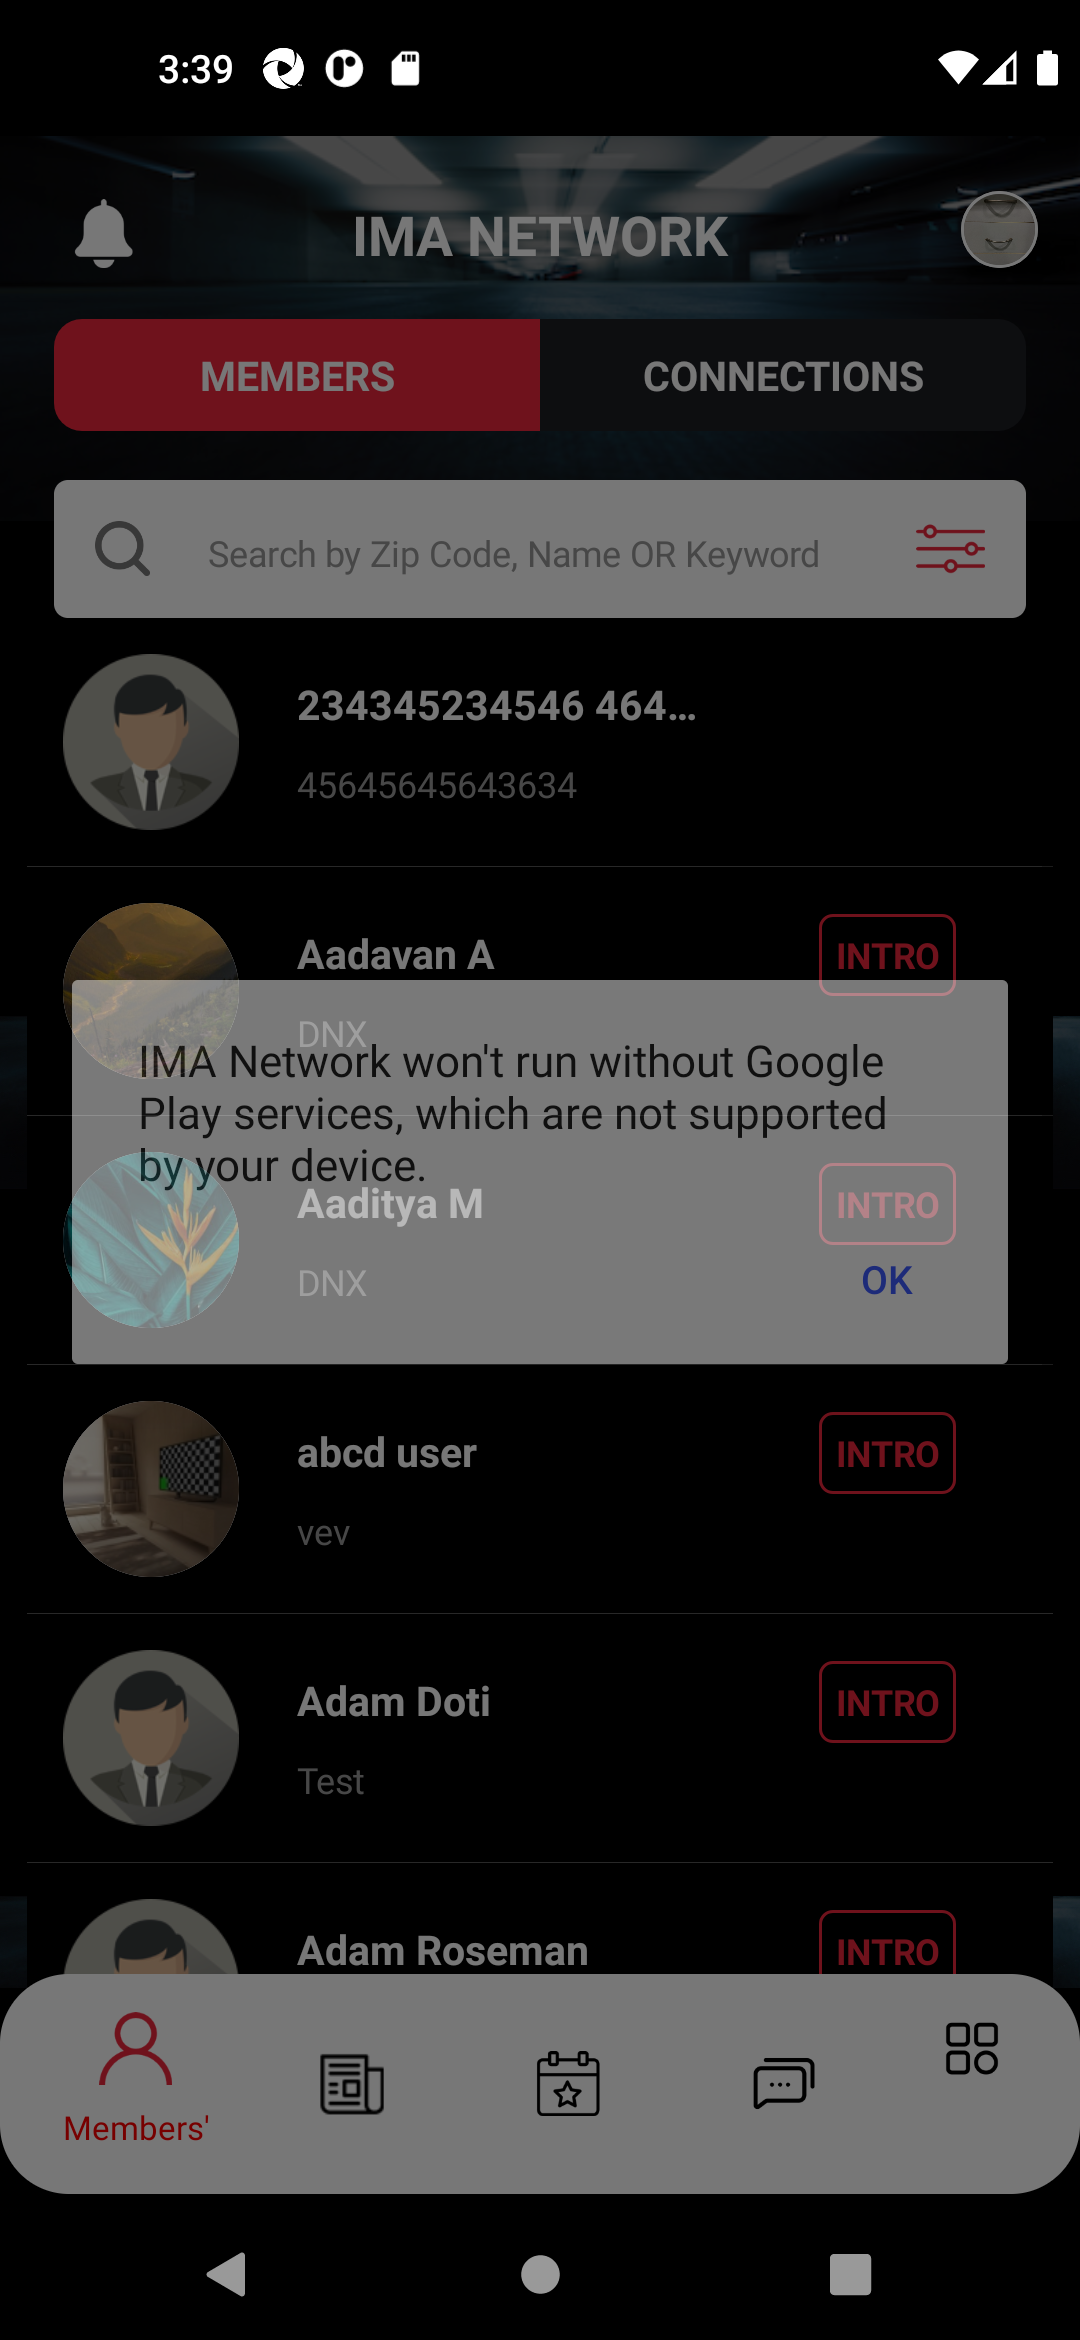 3:39
IMA NETWORK
MEMBERS
CONNECTIONS
Search by Zip Code, Name OR Keyword
234345234546 464...
45645645643634
Aadavan A
INTRO
DNX
IMA Network won't run without Google
Play services, which are not supported
by your device.
Aaditya M
INTRO
DNX
OK
abcd user
INTRO
vev
Adam Doti
INTRO
Test
Adam Roseman
INTRO
Members'